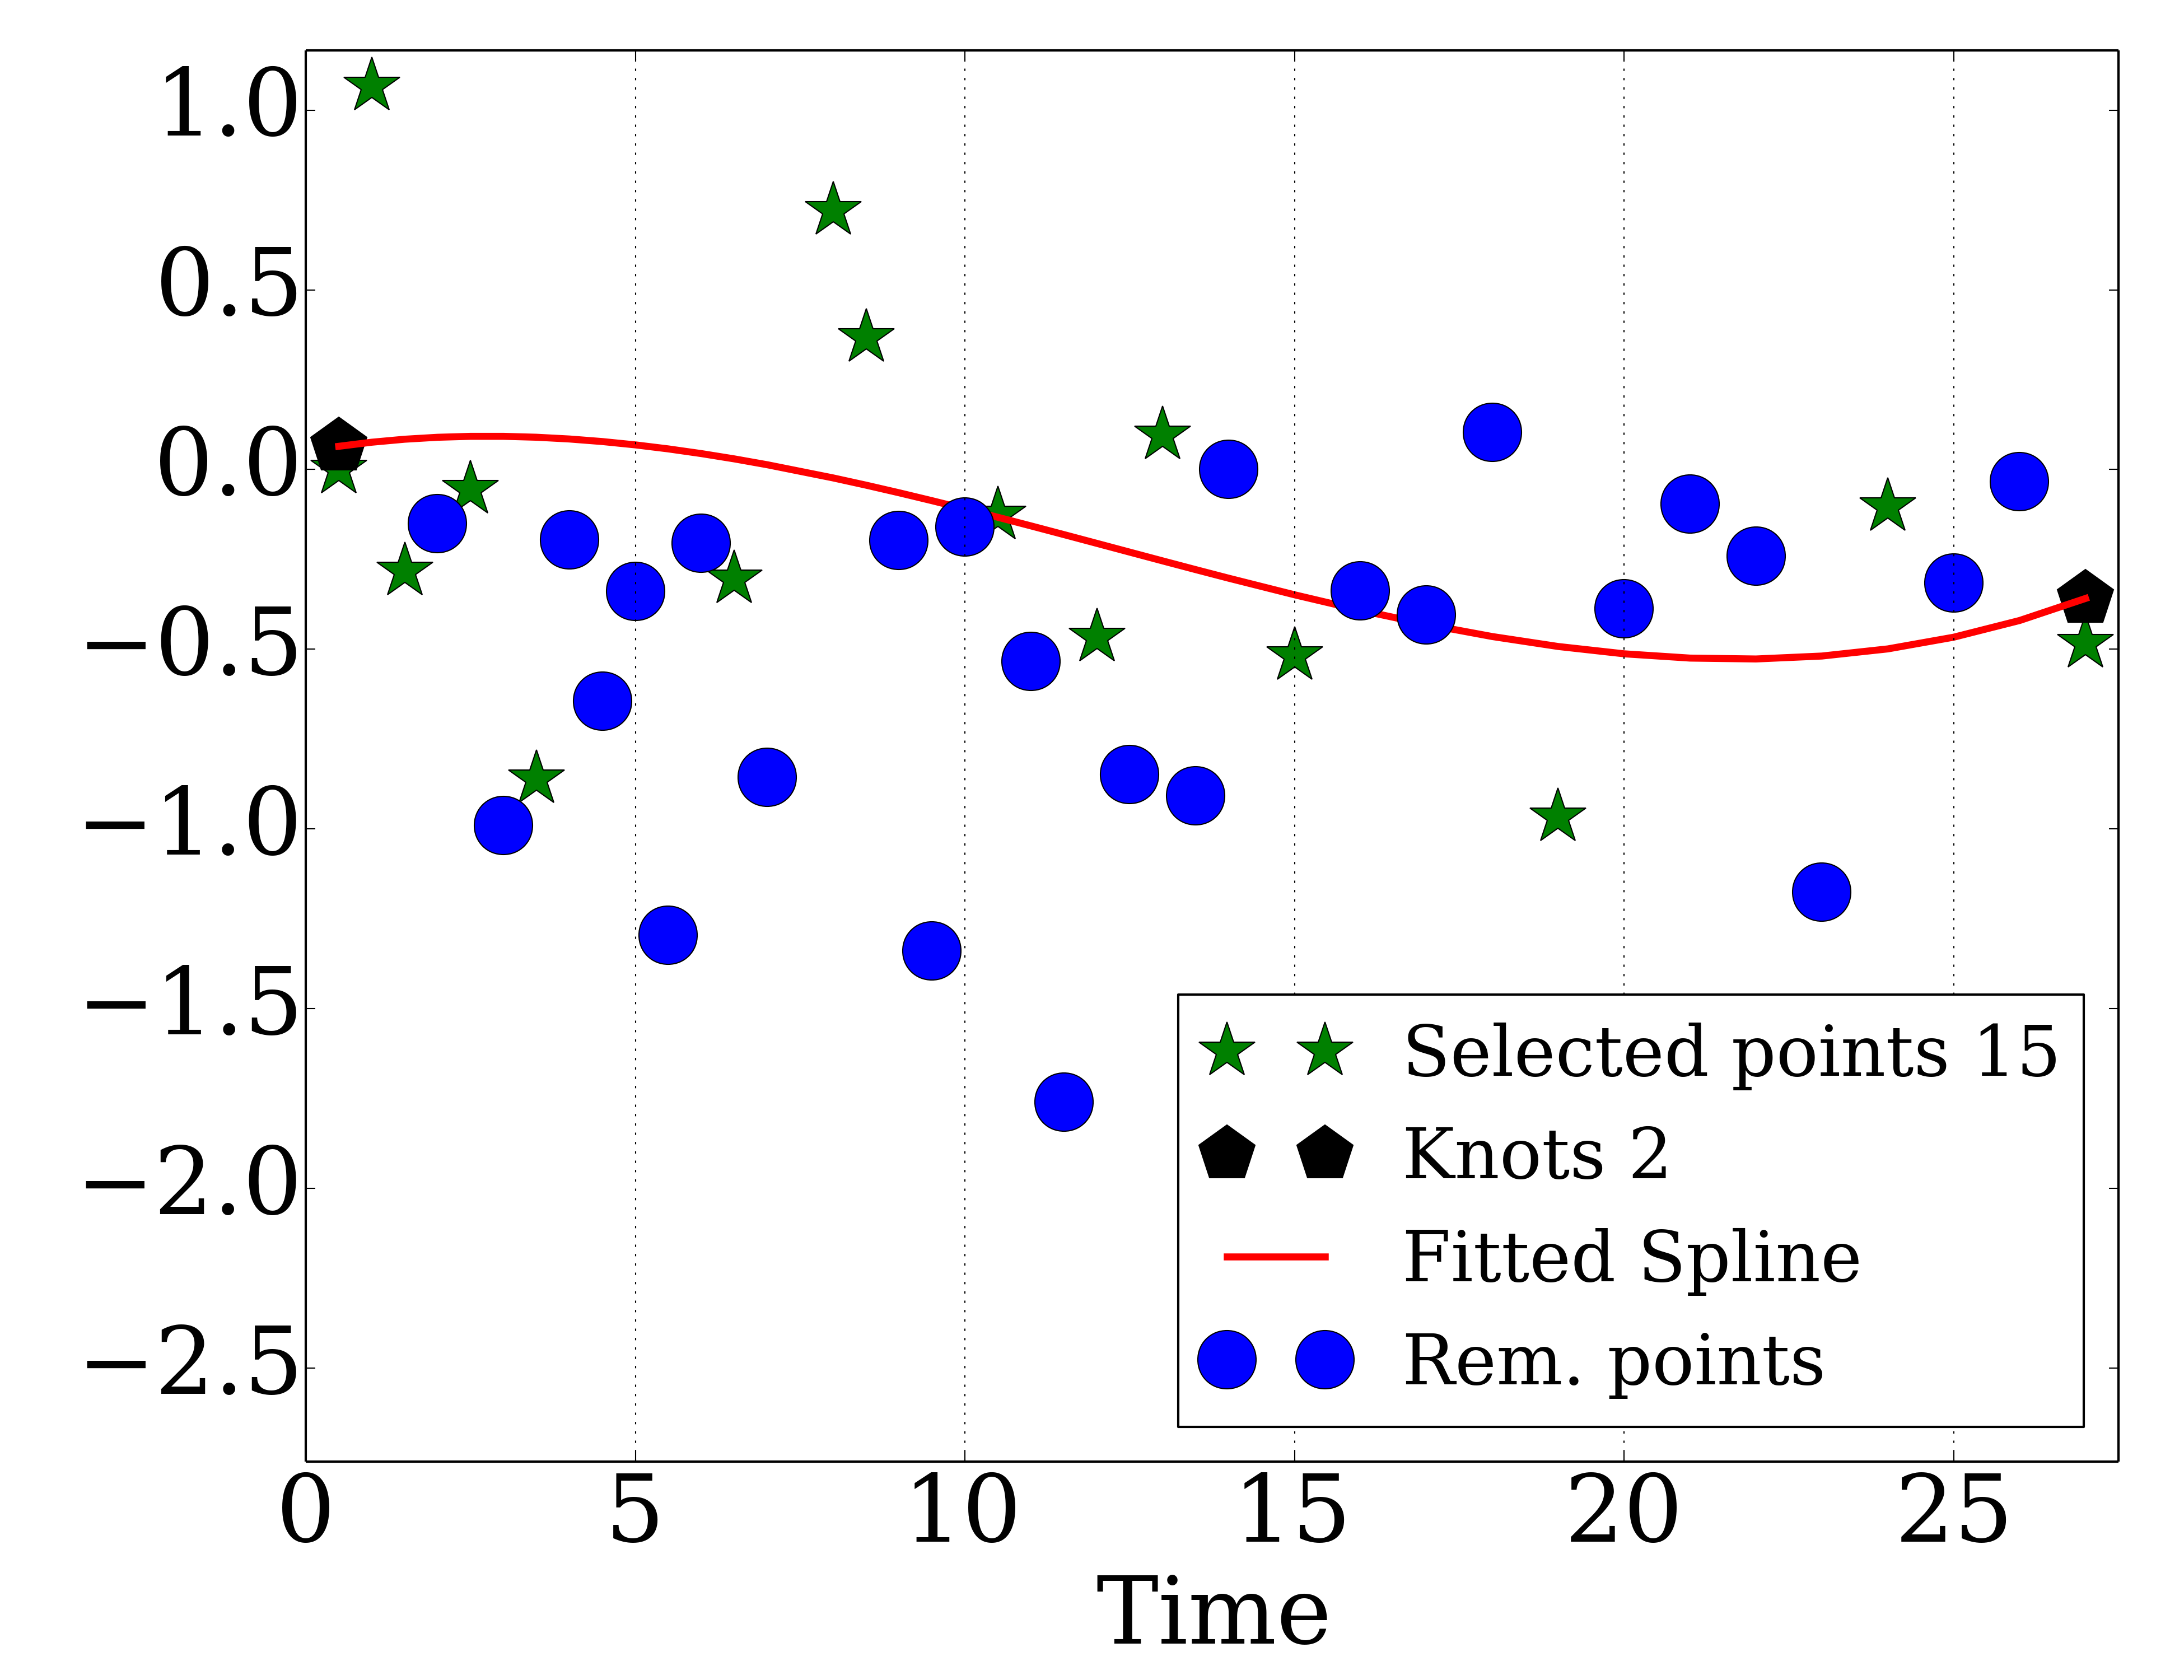 1.0
0.5
0.0
−0.5
−1.0
−1.5
−2.0
−2.5
Selected points 15
Knots 2
Fitted Spline
Rem. points
0 5 10 15 20 25
Time